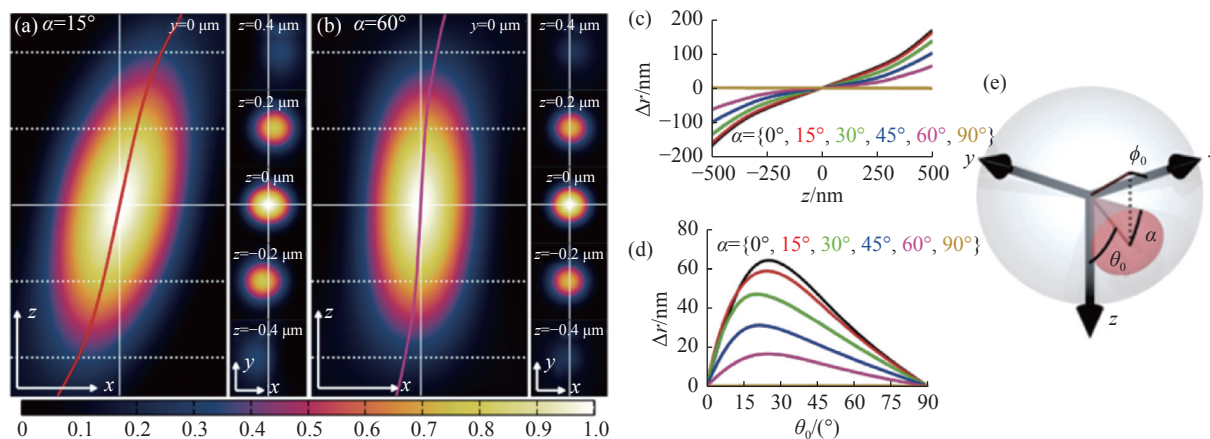 (a) α=15° y=0 μm
z=0.4 μm
z=0.2 μm
z=0 μm
z=−0.2 μm
z=−0.4 μm
z
x
y
x
(b) α=60° y=0 μm
z=0.4 μm
z=0.2 μm
z=0 μm
z=−0.2 μm
z=−0.4 μm
z
x
y
x
0 0.1 0.2 0.3 0.4 0.5 0.6 0.7 0.8 0.9 1.0
(c)
200
100
0
−100
200
Δr/nm
α={0°, 15°, 30°, 45°, 60°, 90°}
−500 −250 0 250 500
z/nm
(d)
α={0°, 15°, 30°, 45°, 60°, 90°}
80
60
40
20
0
Δr/nm
0 15 30 45 60 75 90
θ0/(°)
(e)
y
ϕ0
α
θ0
z